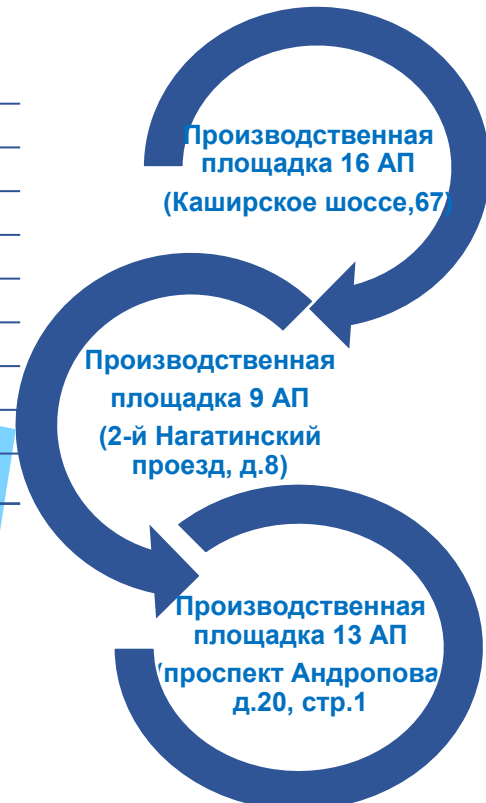 Производственная
площадка 16 АП
(Каширское шоссе,67)
Производственная
площадка 9 АП
(2-й Нагатинский
проезд, д.8)
Производственная
площадка 13 АП
(проспект Андропова
д.20, стр.1